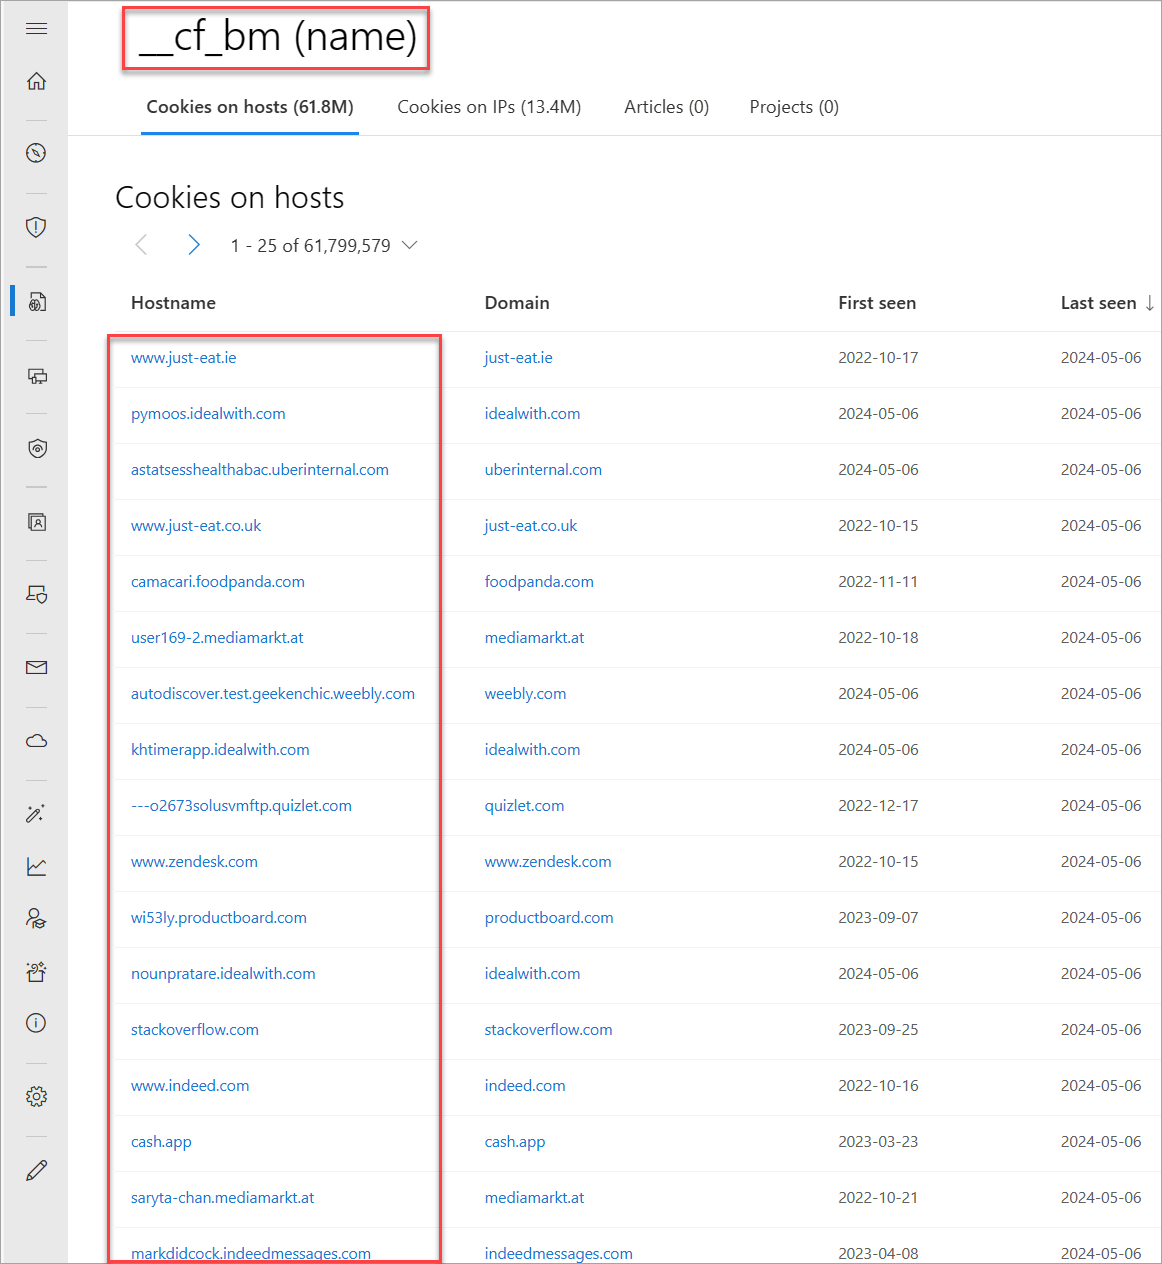 __cf_bm (name)
Cookies on hosts (61.8M) Cookies on IPs (13.4M) Articles (0) Projects (0)
Cookies on hosts
1 - 25 of 61,799,579
Hostname Domain First seen Last seen ↓
www.just-eat.ie just-eat.ie 2022-10-17 2024-05-06
pymoos.idealwith.com idealwith.com 2024-05-06 2024-05-06
astatsesshealthabac.uberinternal.com uberinternal.com 2024-05-06 2024-05-06
www.just-eat.co.uk just-eat.co.uk 2022-10-15 2024-05-06
camacari.foodpanda.com foodpanda.com 2022-11-11 2024-05-06
user169-2.mediamarkt.at mediamarkt.at 2022-10-18 2024-05-06
autodiscover.test.geekenchic.weebly.com weebly.com 2024-05-06 2024-05-06
khtimerapp.idealwith.com idealwith.com 2024-05-06 2024-05-06
---o2673solusvmftp.quizlet.com quizlet.com 2022-12-17 2024-05-06
www.zendesk.com www.zendesk.com 2022-10-15 2024-05-06
wi53ly.productboard.com productboard.com 2023-09-07 2024-05-06
nounpratare.idealwith.com idealwith.com 2024-05-06 2024-05-06
stackoverflow.com stackoverflow.com 2023-09-25 2024-05-06
www.indeed.com indeed.com 2022-10-16 2024-05-06
cash.app cash.app 2023-03-23 2024-05-06
saryta-chan.mediamarkt.at mediamarkt.at 2022-10-21 2024-05-06
markdidcock.indeedmessages.com indeedmessages.com 2023-04-08 2024-05-06